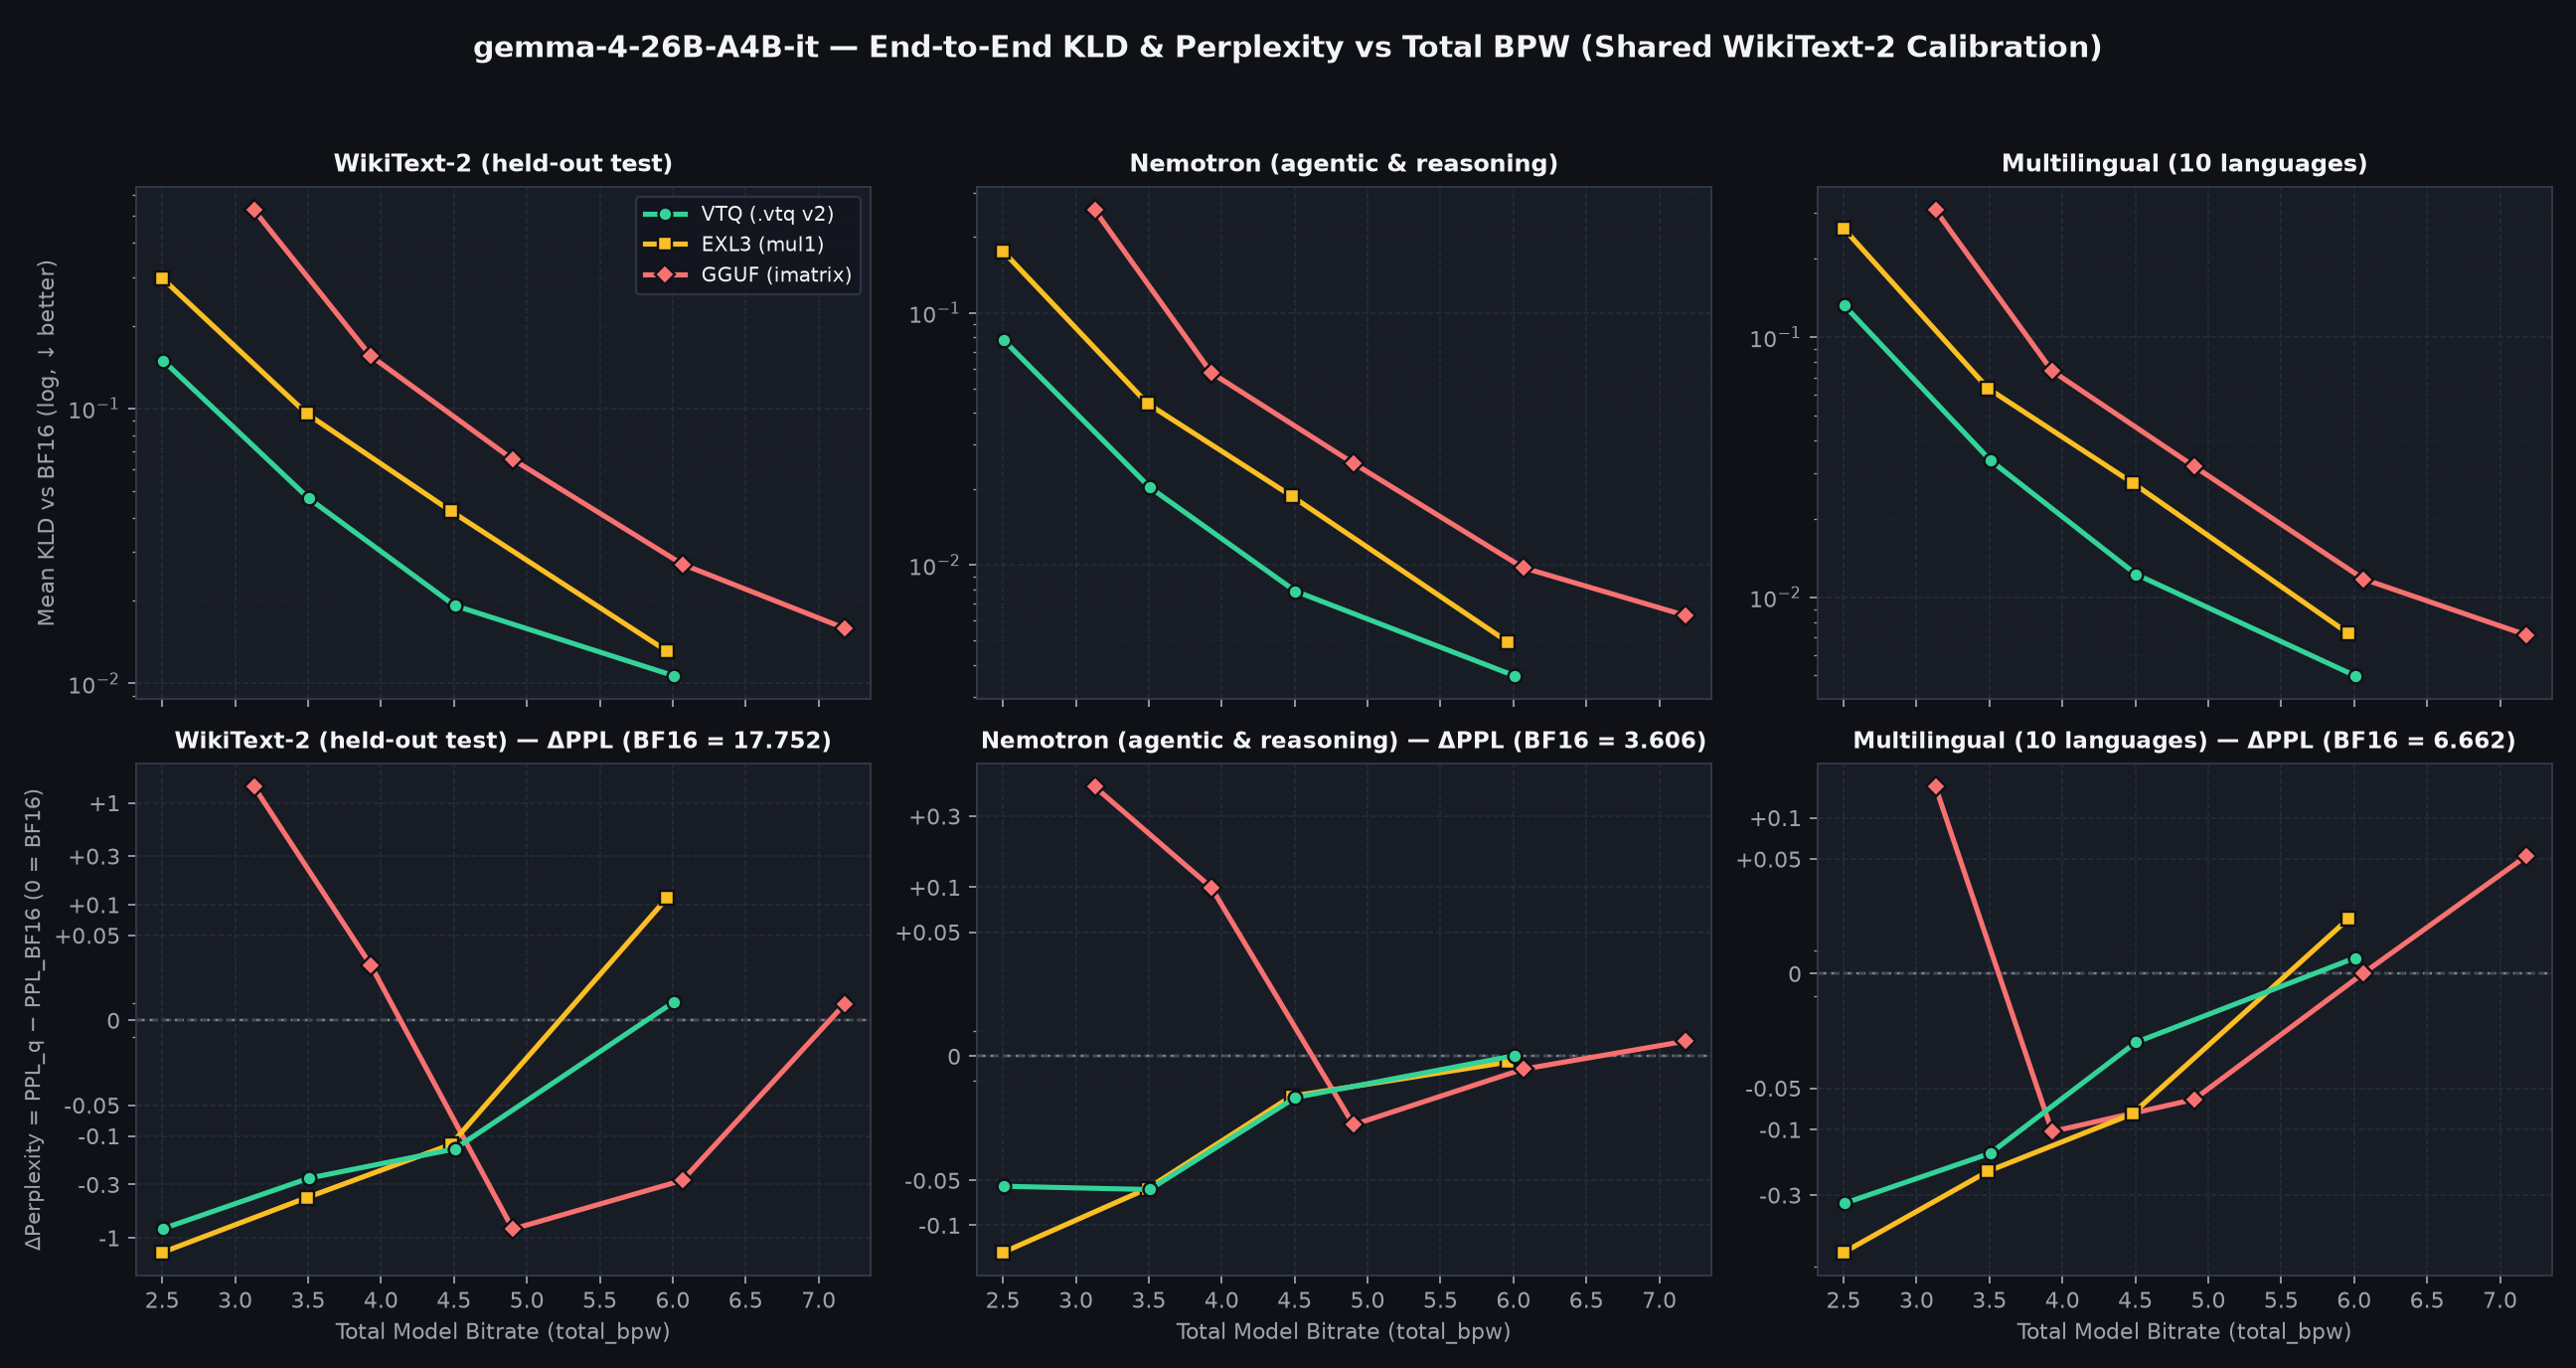 gemma-4-26B-A4B-it — End-to-End KLD & Perplexity vs Total BPW (Shared WikiText-2 Calibration)
WikiText-2 (held-out test)
Mean KLD vs BF16 (log, ↓ better)
10⁻¹
10⁻²
VTQ (.vtq v2)
EXL3 (mul1)
GGUF (imatrix)
Nemotron (agentic & reasoning)
10⁻¹
10⁻²
Multilingual (10 languages)
10⁻¹
10⁻²
WikiText-2 (held-out test) — ΔPPL (BF16 = 17.752)
ΔPerplexity = PPL_q − PPL_BF16 (0 = BF16)
+1
+0.3
+0.1
+0.05
0
-0.05
-0.1
-0.3
-1
2.5 3.0 3.5 4.0 4.5 5.0 5.5 6.0 6.5 7.0
Total Model Bitrate (total_bpw)
Nemotron (agentic & reasoning) — ΔPPL (BF16 = 3.606)
+0.3
+0.1
+0.05
0
-0.05
-0.1
2.5 3.0 3.5 4.0 4.5 5.0 5.5 6.0 6.5 7.0
Total Model Bitrate (total_bpw)
Multilingual (10 languages) — ΔPPL (BF16 = 6.662)
+0.1
+0.05
0
-0.05
-0.1
-0.3
2.5 3.0 3.5 4.0 4.5 5.0 5.5 6.0 6.5 7.0
Total Model Bitrate (total_bpw)